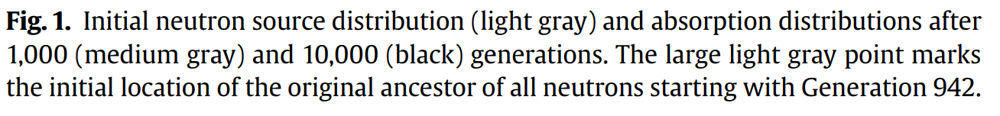 Fig. 1. Initial neutron source distribution (light gray) and absorption distributions after
1,000 (medium gray) and 10,000 (black) generations. The large light gray point marks
the initial location of the original ancestor of all neutrons starting with Generation 942.